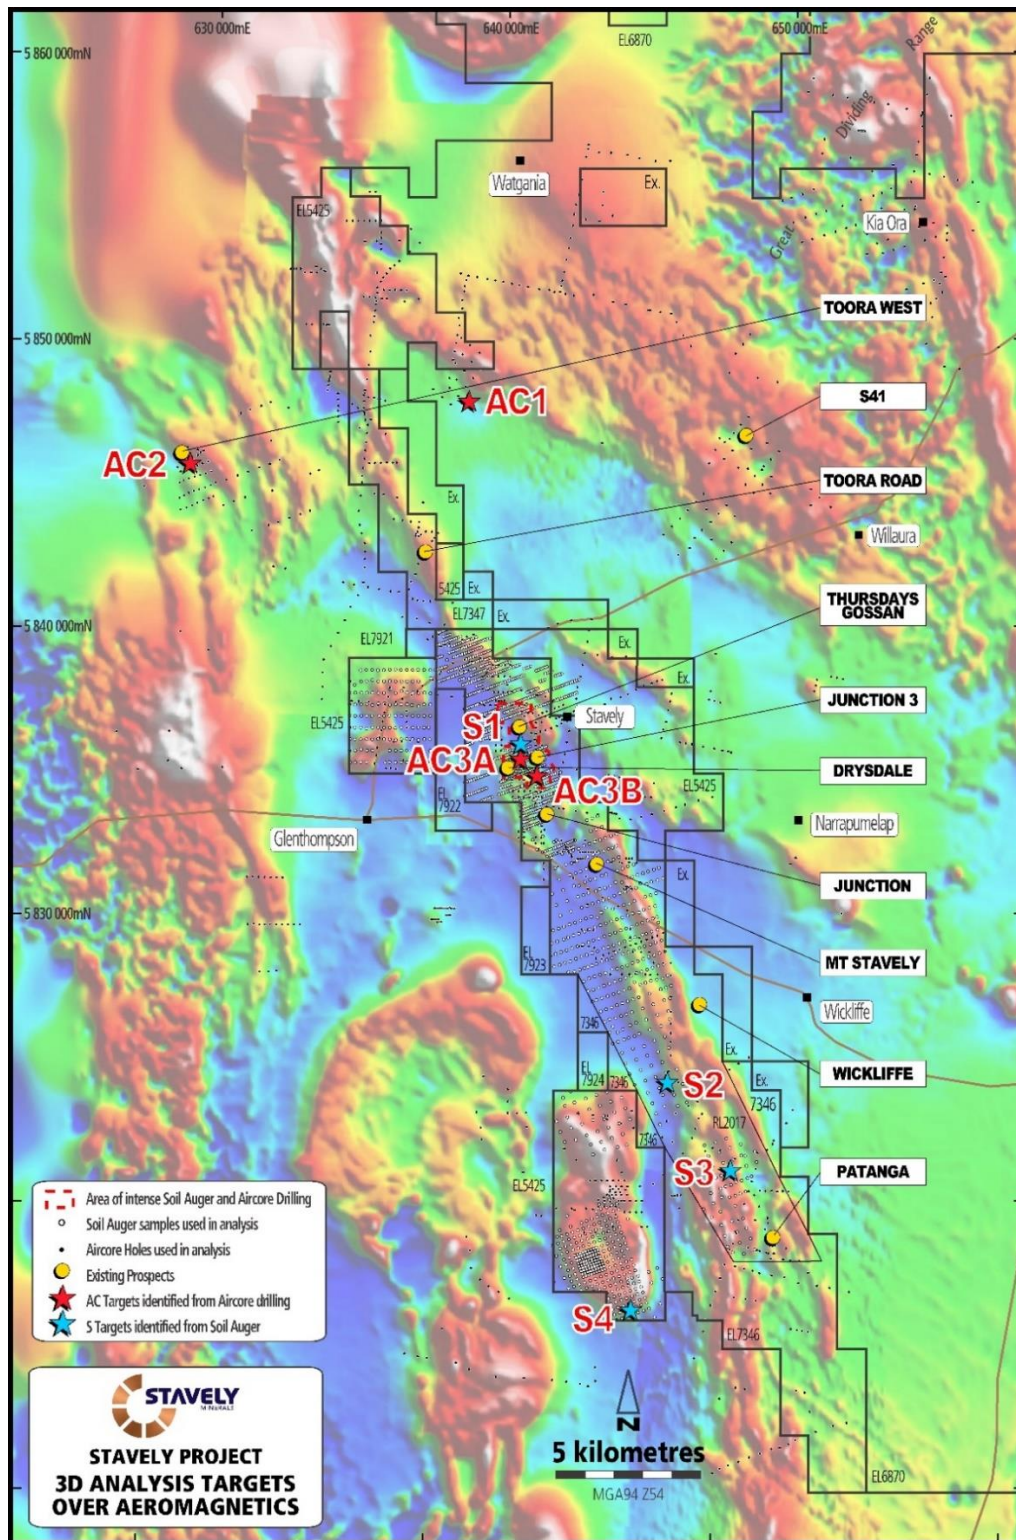 630 000mE
640 000mE
650 000mE
5 860 000mN
EL6870
Range
Dividing
Great
Watgania
Ex.
EL5425
Kia Ora
TOORA WEST
5 850 000mN
AC1
S41
AC2
TOORA ROAD
Ex.
Willaura
5425
Ex.
THURSDAYS
GOSSAN
EL7347
Ex.
5 840 000mN
EL7921
Ex.
Ex.
JUNCTION 3
EL5425
S1
Stavely
AC3A
DRYSDALE
AC3B
EL5425
EL
7922
Glenthompson
Narrapumelap
Ex.
JUNCTION
5 830 000mN
EL
7923
MT STAVELY
Wickliffe
7346
Ex.
EL
7924
7346
S2
Ex.
7346
WICKLIFFE
RL2017
7346
S3
PATANGA
EL5425
Area of intense Soil Auger and Aircore Drilling
Soil Auger samples used in analysis
Aircore Holes used in analysis
Existing Prospects
AC Targets identified from Aircore drilling
S Targets identified from Soil Auger
S4
EL7346
N
STAVELY
MINERALS
STAVELY PROJECT
3D ANALYSIS TARGETS
OVER AEROMAGNETICS
5 kilometres
MGA94 Z54
EL6870